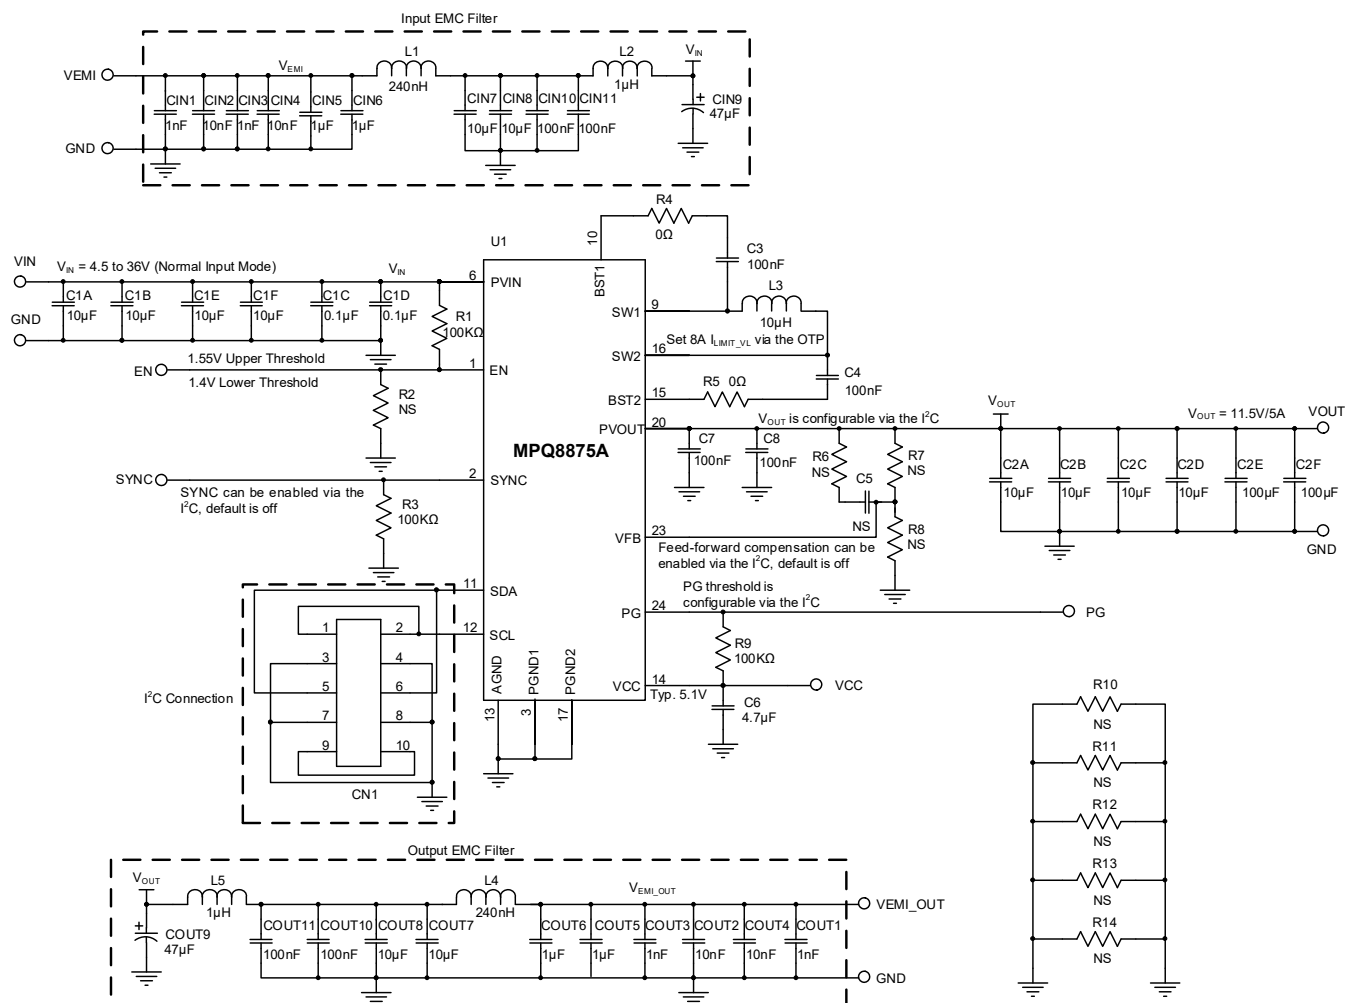 Input EMC Filter
VEMI
V_EMI
L1
240nH
L2
1µH
V_IN
CIN1
1nF
CIN2
10nF
CIN3
1nF
CIN4
10nF
CIN5
1µF
CIN6
1µF
CIN7
10µF
CIN8
10µF
CIN10
100nF
CIN11
100nF
CIN9
47µF
+
GND
R4
0Ω
U1
10
BST1
C3
100nF
VIN
V_IN = 4.5 to 36V (Normal Input Mode)
V_IN
6
PVIN
C1A
10µF
C1B
10µF
C1E
10µF
C1F
10µF
C1C
0.1µF
C1D
0.1µF
R1
100KΩ
GND
SW1
9
L3
10µH
Set 8A I_LIMIT_VL via the OTP
SW2
16
1.55V Upper Threshold
EN
1
EN
1.4V Lower Threshold
R2
NS
C4
100nF
BST2
15
R5 0Ω
V_OUT is configurable via the I²C
PVOUT
20
MPQ8875A
C7
100nF
C8
100nF
R6
NS
R7
NS
C5
NS
R8
NS
V_OUT
V_OUT = 11.5V/5A
VOUT
C2A
10µF
C2B
10µF
C2C
10µF
C2D
10µF
C2E
100µF
C2F
100µF
GND
SYNC
2
SYNC
SYNC can be enabled via the
I²C, default is off
R3
100KΩ
VFB
23
Feed-forward compensation can be
enabled via the I²C, default is off
PG threshold is
configurable via the I²C
PG
24
PG
R9
100KΩ
VCC
14
Typ. 5.1V
VCC
C6
4.7µF
11
SDA
12
SCL
I²C Connection
1
2
3
4
5
6
7
8
9
10
CN1
AGND
PGND1
PGND2
13
3
17
R10
NS
R11
NS
R12
NS
R13
NS
R14
NS
Output EMC Filter
V_OUT
L5
1µH
L4
240nH
V_EMI_OUT
VEMI_OUT
+
COUT9
47µF
COUT11
100nF
COUT10
100nF
COUT8
10µF
COUT7
10µF
COUT6
1µF
COUT5
1µF
COUT3
1nF
COUT2
10nF
COUT4
10nF
COUT1
1nF
GND